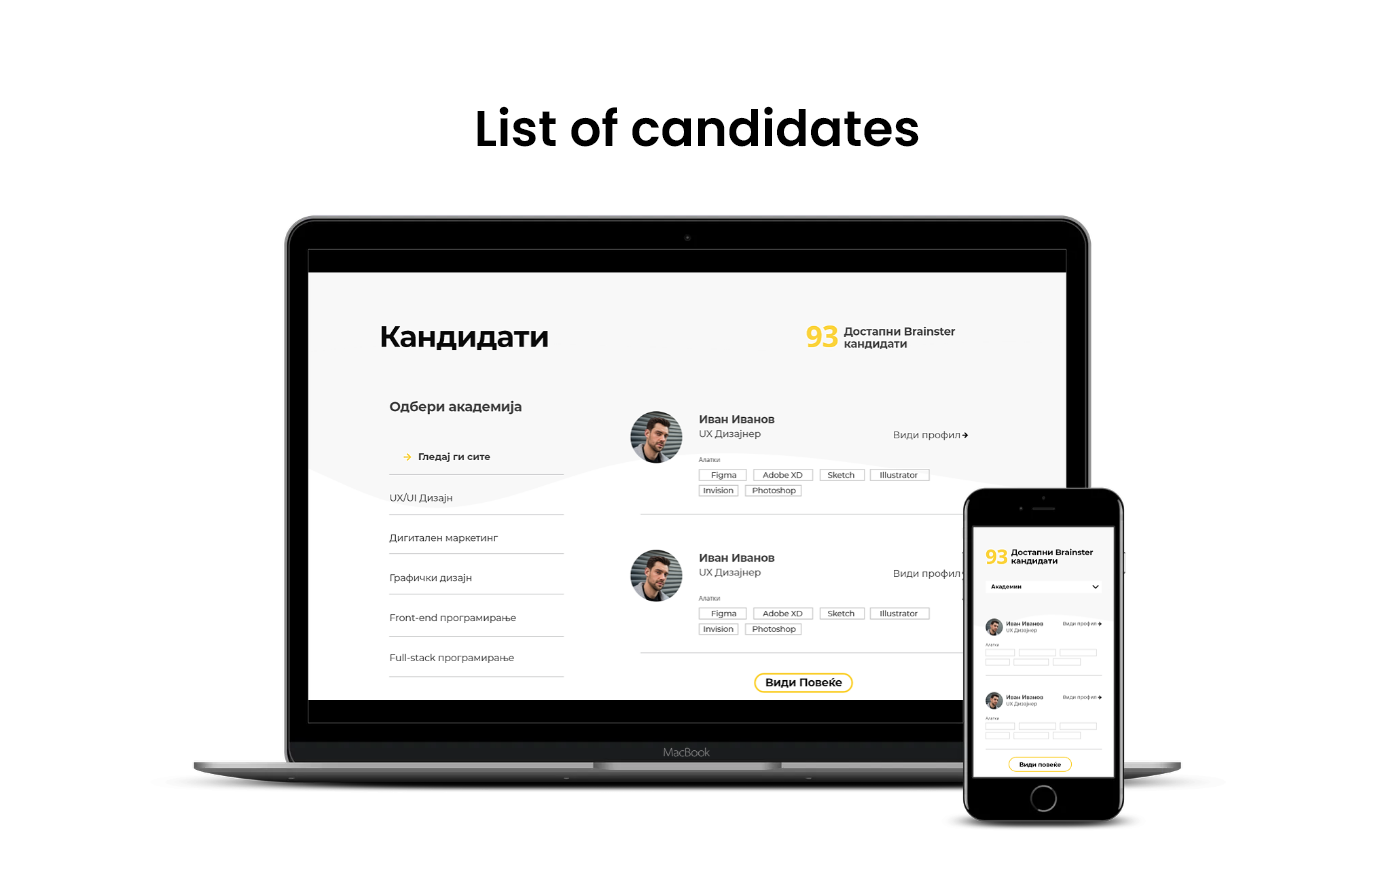 List of candidates
Кандидати
93 Достапни Brainster
кандидати
Одбери академија
Гледај ги сите
UX/UI Дизајн
Дигитален маркетинг
Графички дизајн
Front-end програмирање
Full-stack програмирање
Иван Иванов
UX Дизајнер
Види профил
Алатки
Figma Adobe XD Sketch Illustrator
Invision Photoshop
Иван Иванов
UX Дизајнер
Види профил
Алатки
Figma Adobe XD Sketch Illustrator
Invision Photoshop
Види Повеќе
MacBook
93 Достапни Brainster
кандидати
Академии
Иван Иванов
UX Дизајнер
Види профил
Алатки
Иван Иванов
UX Дизајнер
Види профил
Алатки
Види повеќе